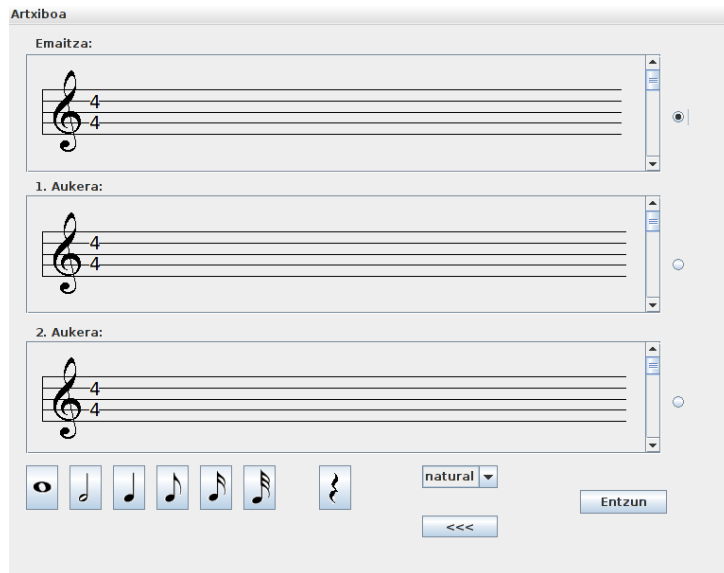 Artxiboa
Emaitza:
4
4
1. Aukera:
4
4
2. Aukera:
4
4
natural
Entzun
<<<